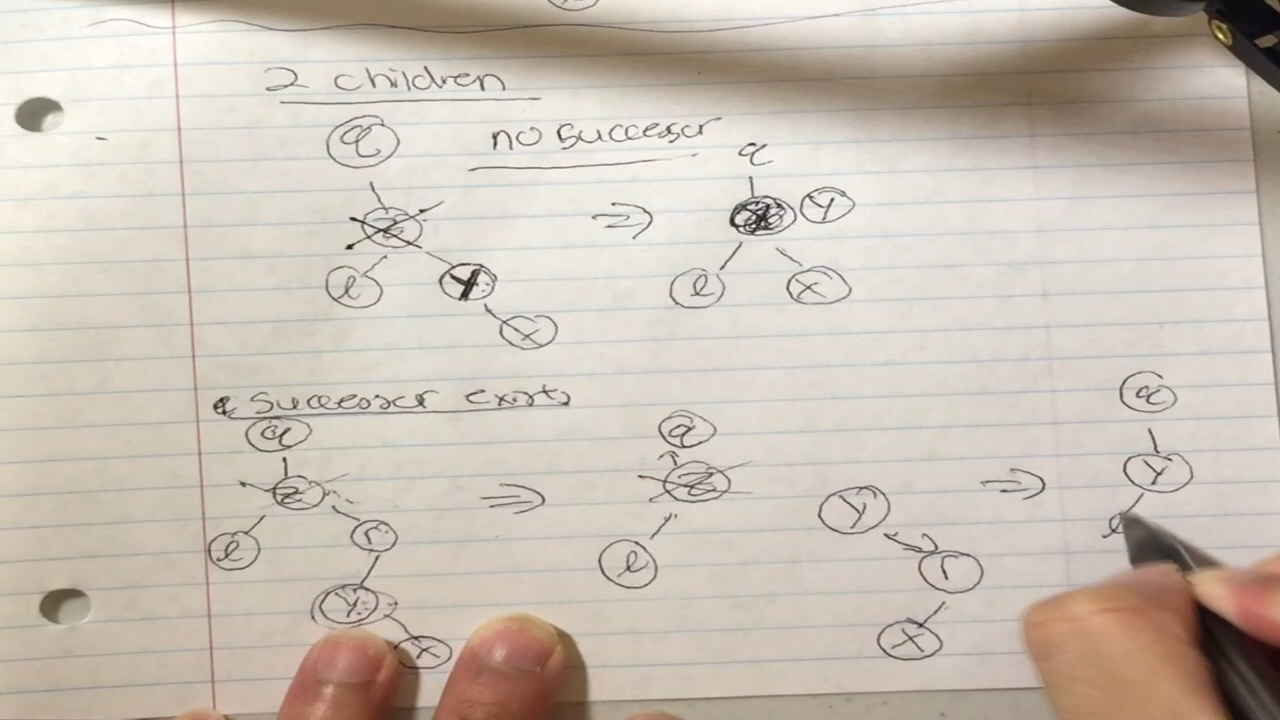 2 children
no successor
q q
z ⇒ y
l y l x
x
successor exists
q q q
z ⇒ z y ⇒ y
l r l r l
y x
x